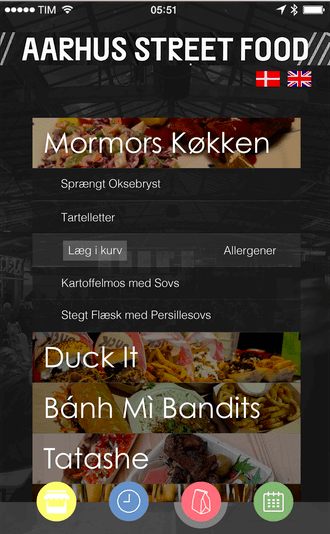 TIM 05:51
AARHUS STREET FOOD
Mormors Køkken
Sprængt Oksebryst
Tartelletter
Læg i kurv Allergener
Kartoffelmos med Sovs
Stegt Flæsk med Persillesovs
Duck It
Bánh Mì Bandits
Tatashe